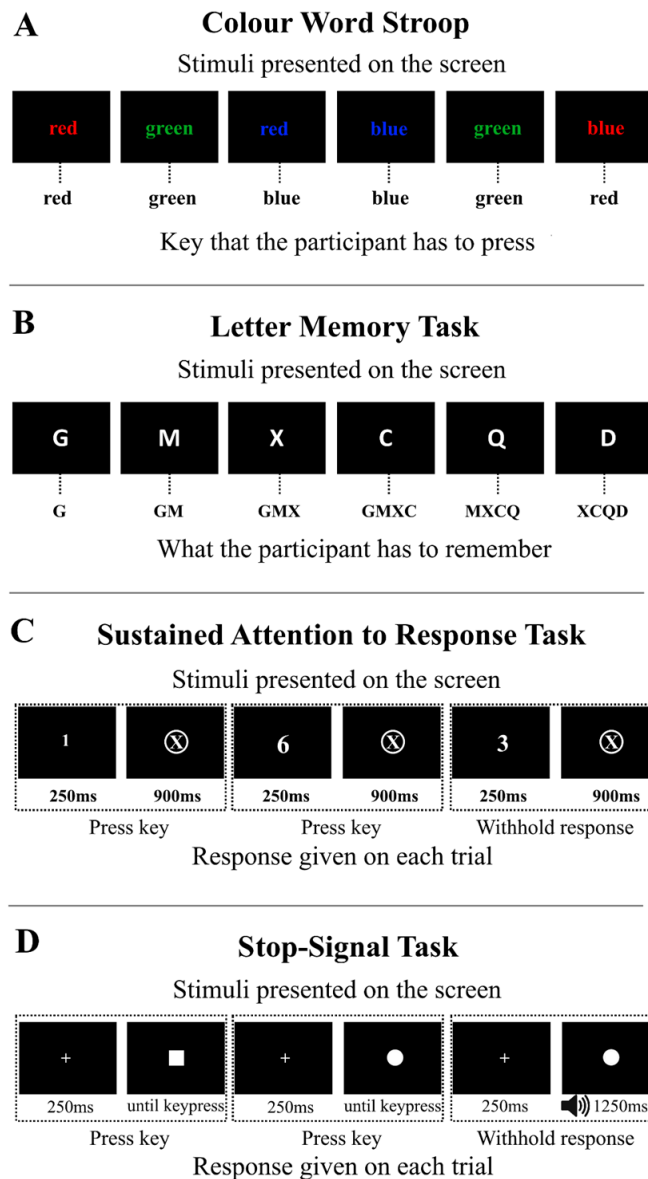 A
Colour Word Stroop
Stimuli presented on the screen
red green red blue green blue
red green blue blue green red
Key that the participant has to press
B
Letter Memory Task
Stimuli presented on the screen
G M X C Q D
G GM GMX GMXC MXCQ XCQD
What the participant has to remember
C
Sustained Attention to Response Task
Stimuli presented on the screen
1 X 6 X 3 X
250ms 900ms 250ms 900ms 250ms 900ms
Press key Press key Withhold response
Response given on each trial
D
Stop-Signal Task
Stimuli presented on the screen
+ + +
250ms until keypress 250ms until keypress 250ms 1250ms
Press key Press key Withhold response
Response given on each trial